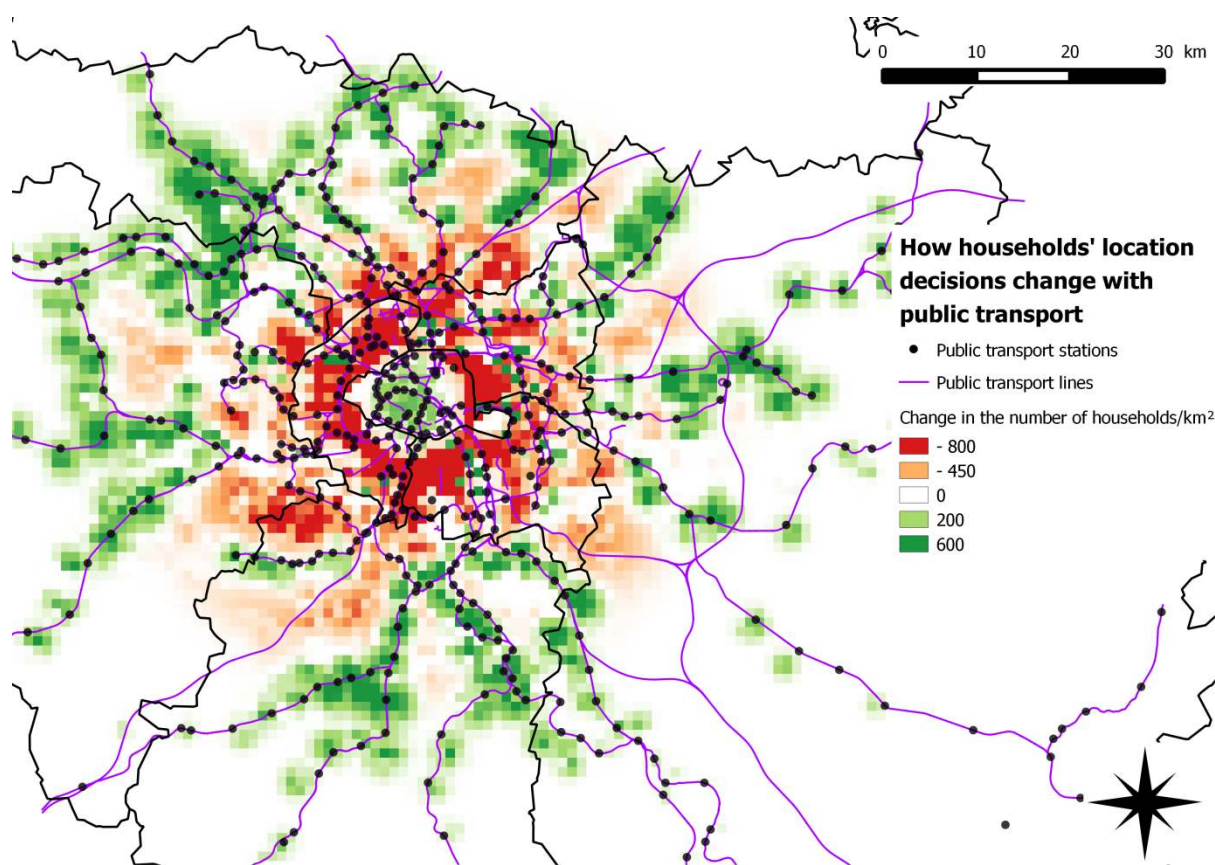 0 10 20 30 km
How households' location
decisions change with
public transport
Public transport stations
Public transport lines
Change in the number of households/km²
- 800
- 450
0
200
600